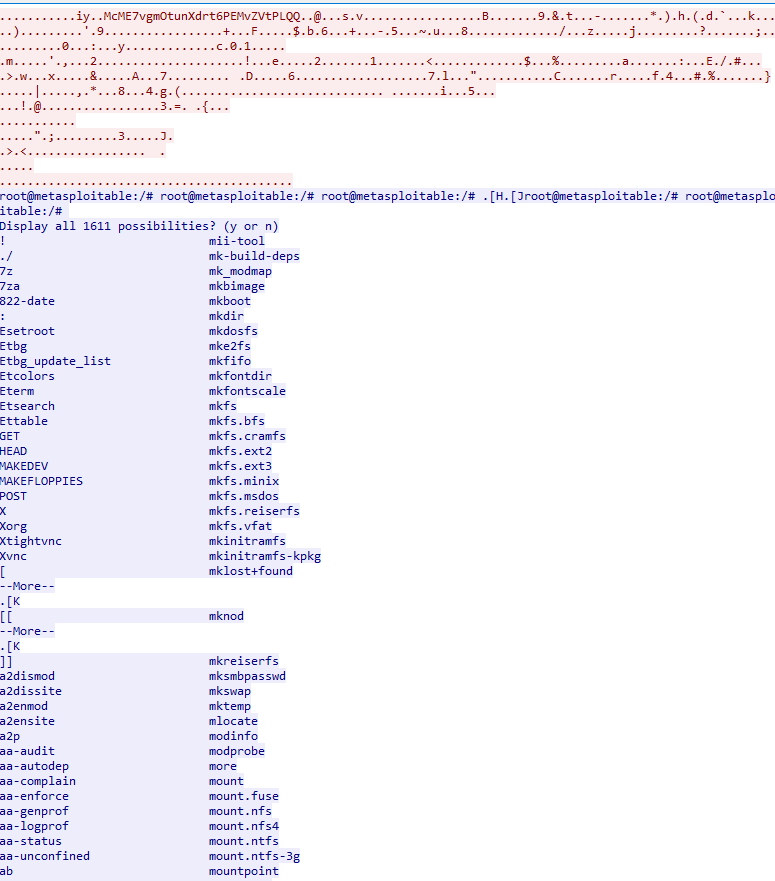 ............iy..McME7vgmOtunXdrt6PEMvZVtPLQQ..@...s.v.................B.......9.&.t...-.......*.).h.(.d.`...k...
..).........'.9................+...F.....$.b.6...+...-.5...~.u...8............./...z.....j.........?.......;..
.........0...:...y.............c.0.1.....
.m.....'.,...2.....................!...e.....2.......1.......<.............$...%.........a.......:...E./.#...
.>.w...x.....&.....A...7........ .D.....6...................7.l..."...........C.......r.....f.4...#.%.......}
.....|.....,.*...8...4.g.(............................. .......i...5...
...!.@.................3.=. .{...
...........
.....".;.........3.....J.
.>.<................. .
.....
..........................................
root@metasploitable:/# root@metasploitable:/# root@metasploitable:/# .[H.[Jroot@metasploitable:/# root@metasplo
itable:/#
Display all 1611 possibilities? (y or n)
! mii-tool
./ mk-build-deps
7z mk_modmap
7za mkbimage
822-date mkboot
: mkdir
Esetroot mkdosfs
Etbg mke2fs
Etbg_update_list mkfifo
Etcolors mkfontdir
Eterm mkfontscale
Etsearch mkfs
Ettable mkfs.bfs
GET mkfs.cramfs
HEAD mkfs.ext2
MAKEDEV mkfs.ext3
MAKEFLOPPIES mkfs.minix
POST mkfs.msdos
X mkfs.reiserfs
Xorg mkfs.vfat
Xtightvnc mkinitramfs
Xvnc mkinitramfs-kpkg
[ mklost+found
--More--
.[K
[[ mknod
--More--
.[K
]] mkreiserfs
a2dismod mksmbpasswd
a2dissite mkswap
a2enmod mktemp
a2ensite mlocate
a2p modinfo
aa-audit modprobe
aa-autodep more
aa-complain mount
aa-enforce mount.fuse
aa-genprof mount.nfs
aa-logprof mount.nfs4
aa-status mount.ntfs
aa-unconfined mount.ntfs-3g
ab mountpoint